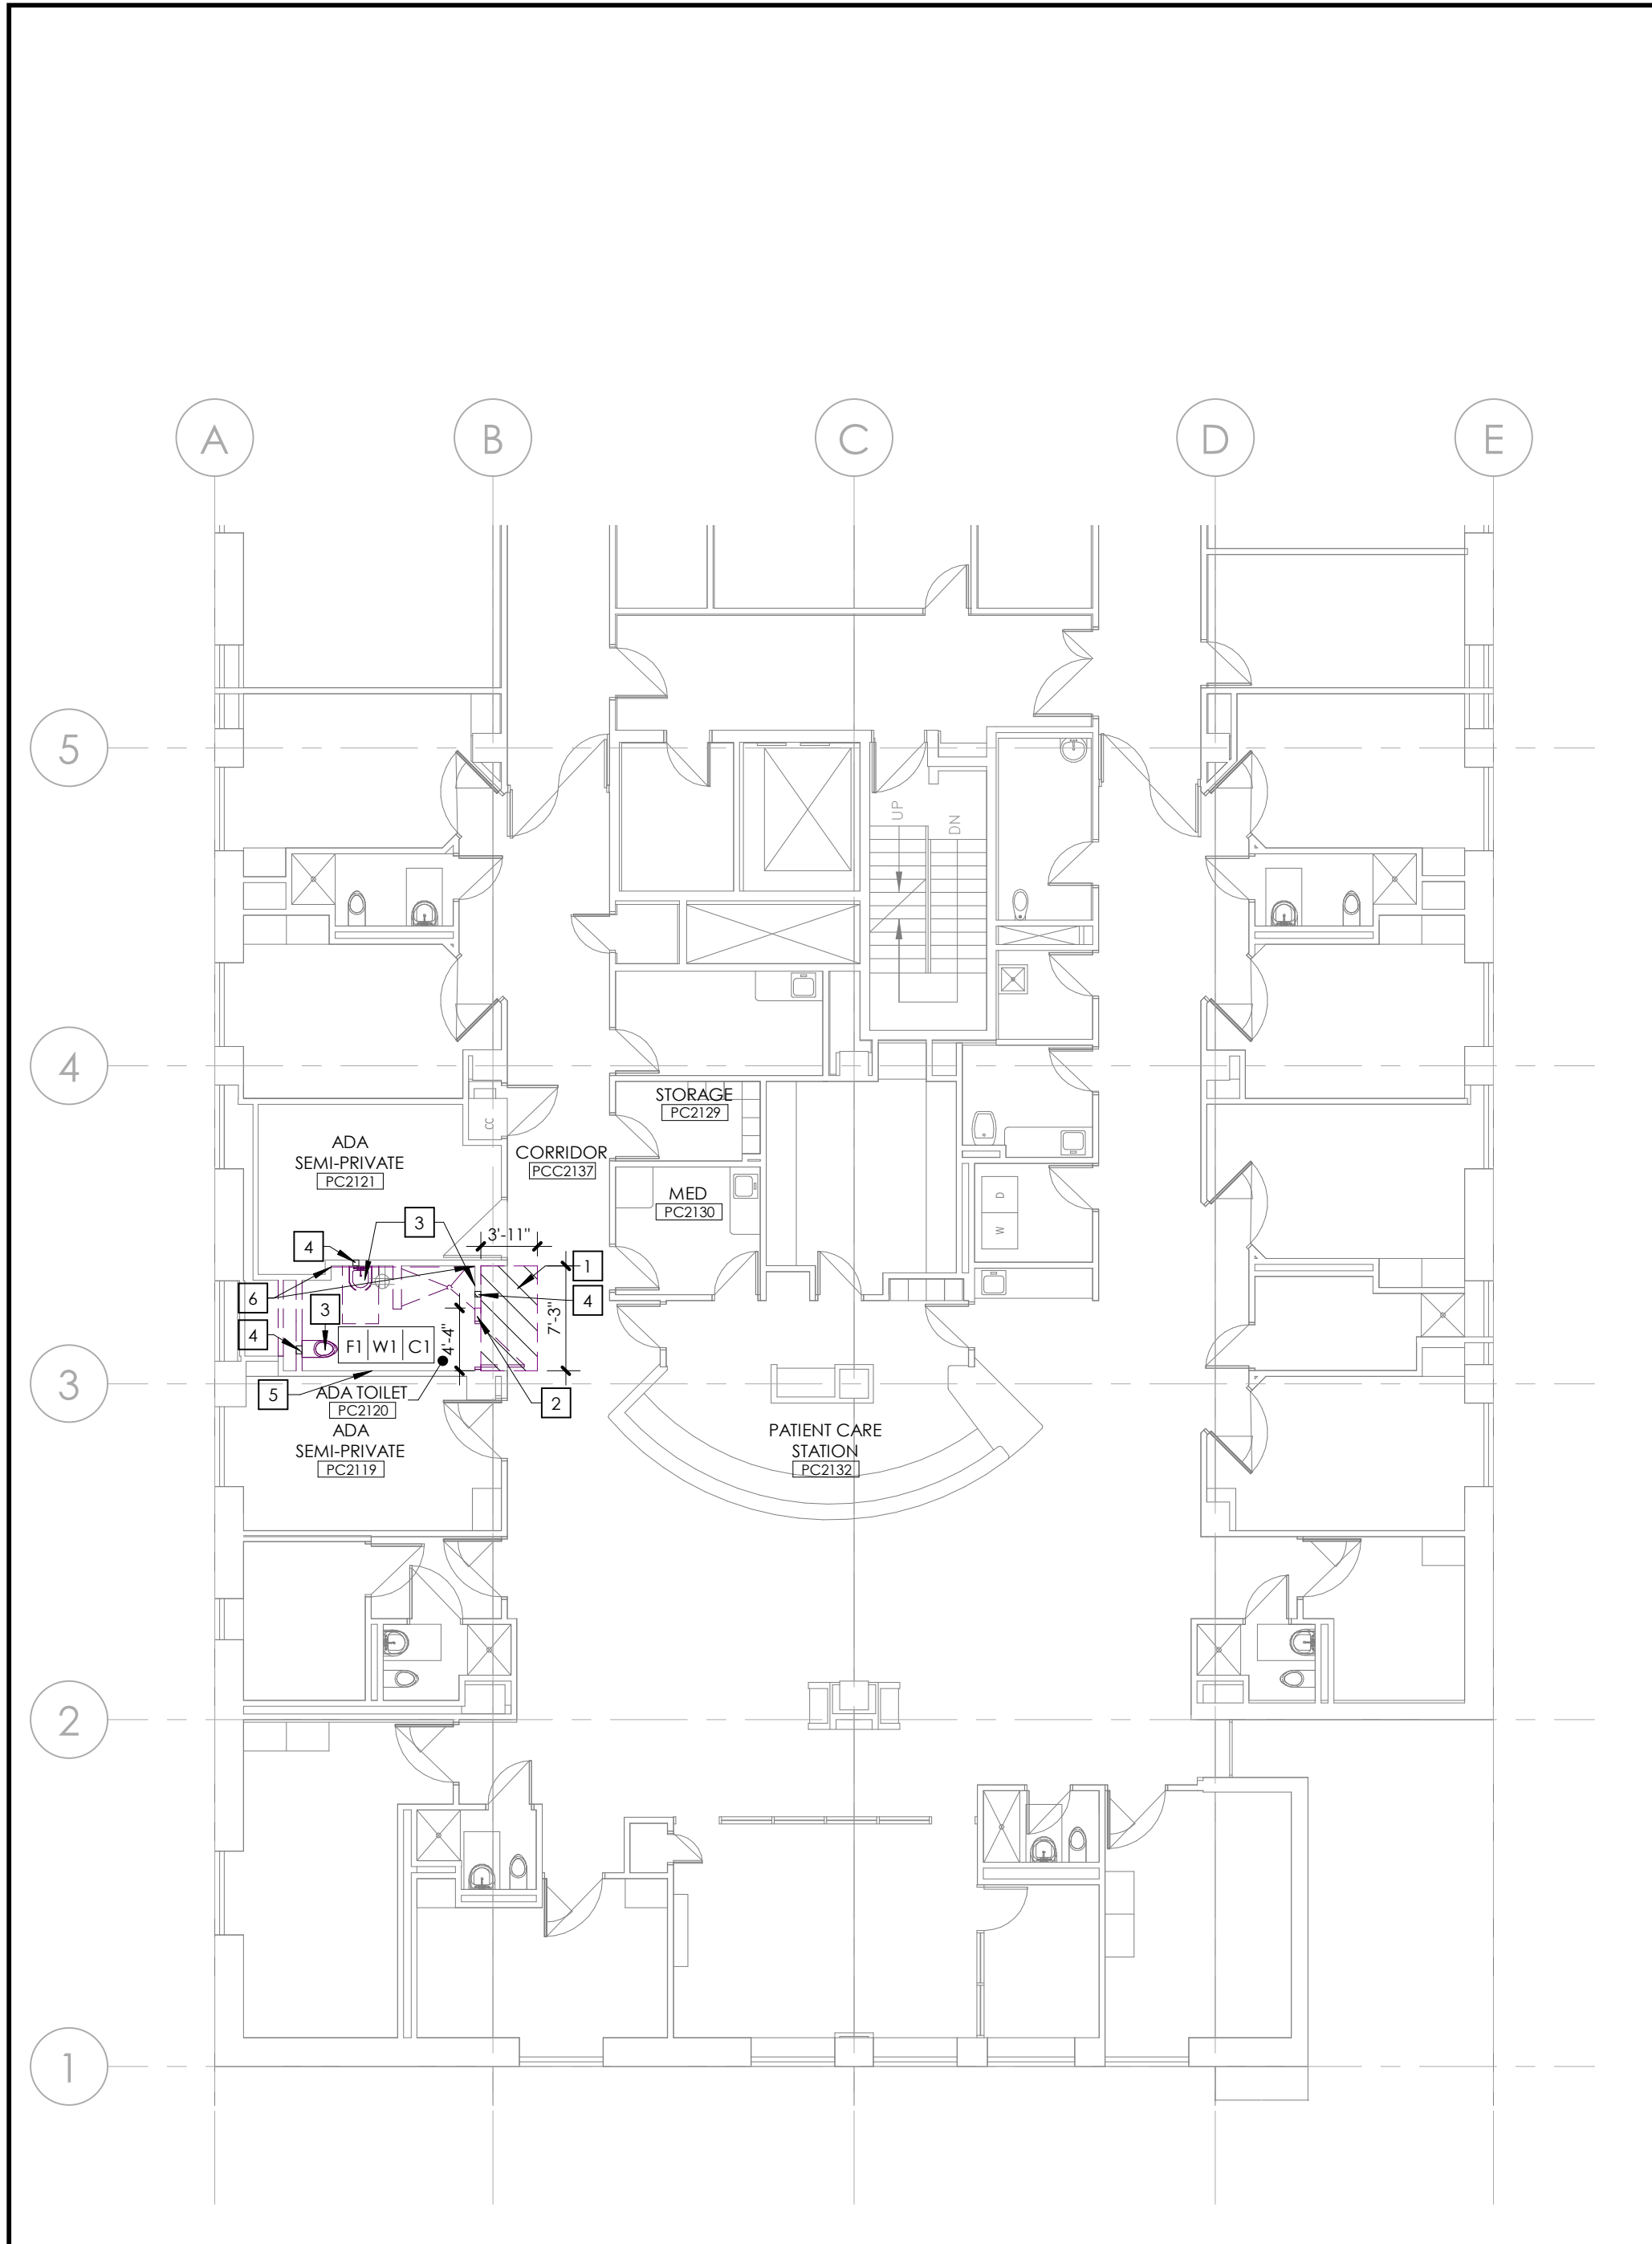 A
B
C
D
E
5
UP
DN
4
STORAGE
PC2129
CC
ADA
SEMI-PRIVATE
PC2121
CORRIDOR
PCC2137
MED
PC2130
D
W
3
4
3'-11"
1
6
3
4
4
F1 W1 C1
4'-4"
7'-3"
3
5
ADA TOILET
PC2120
2
ADA
SEMI-PRIVATE
PC2119
PATIENT CARE
STATION
PC2132
2
1